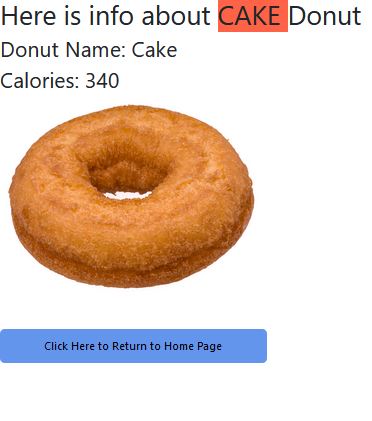 Here is info about CAKE Donut
Donut Name: Cake
Calories: 340
Click Here to Return to Home Page